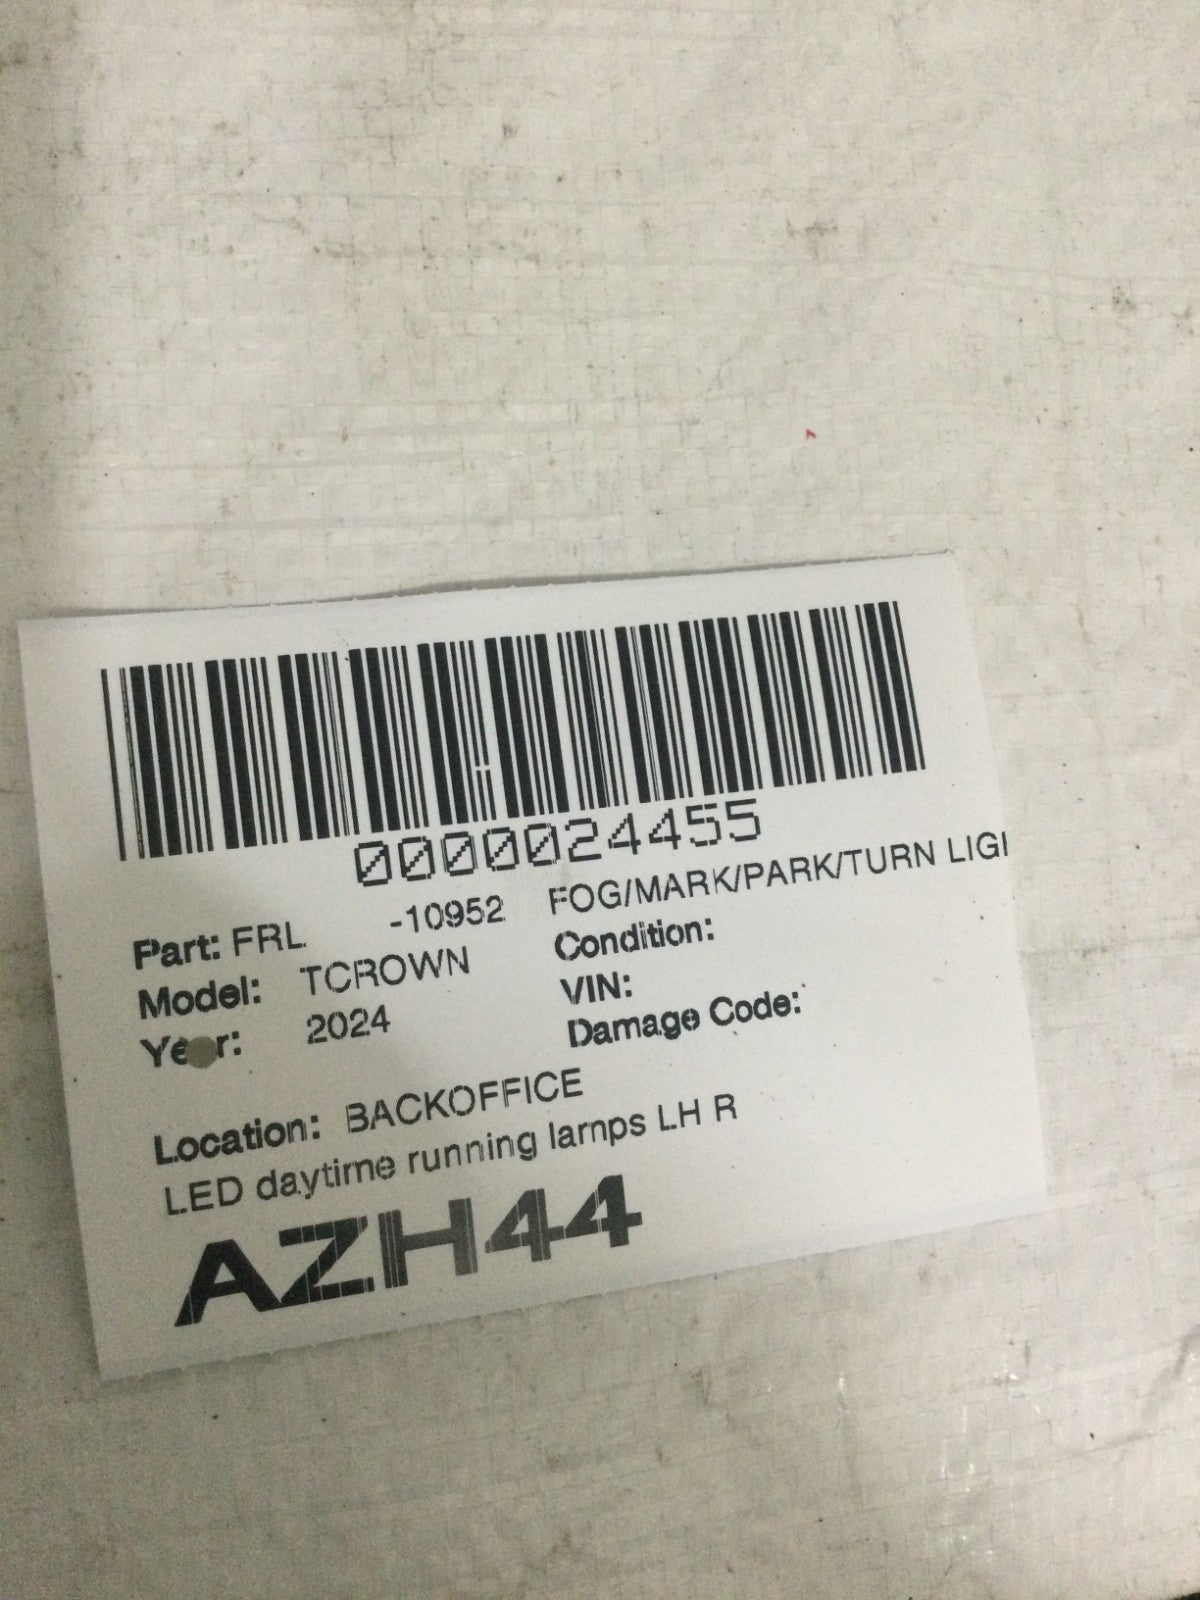 0000024455
Part: FRL -10952 FOG/MARK/PARK/TURN LIGI
Model: TCROWN Condition:
Year: 2024 VIN:
Damage Code:
Location: BACKOFFICE
LED daytime running lamps LH R
AZH44